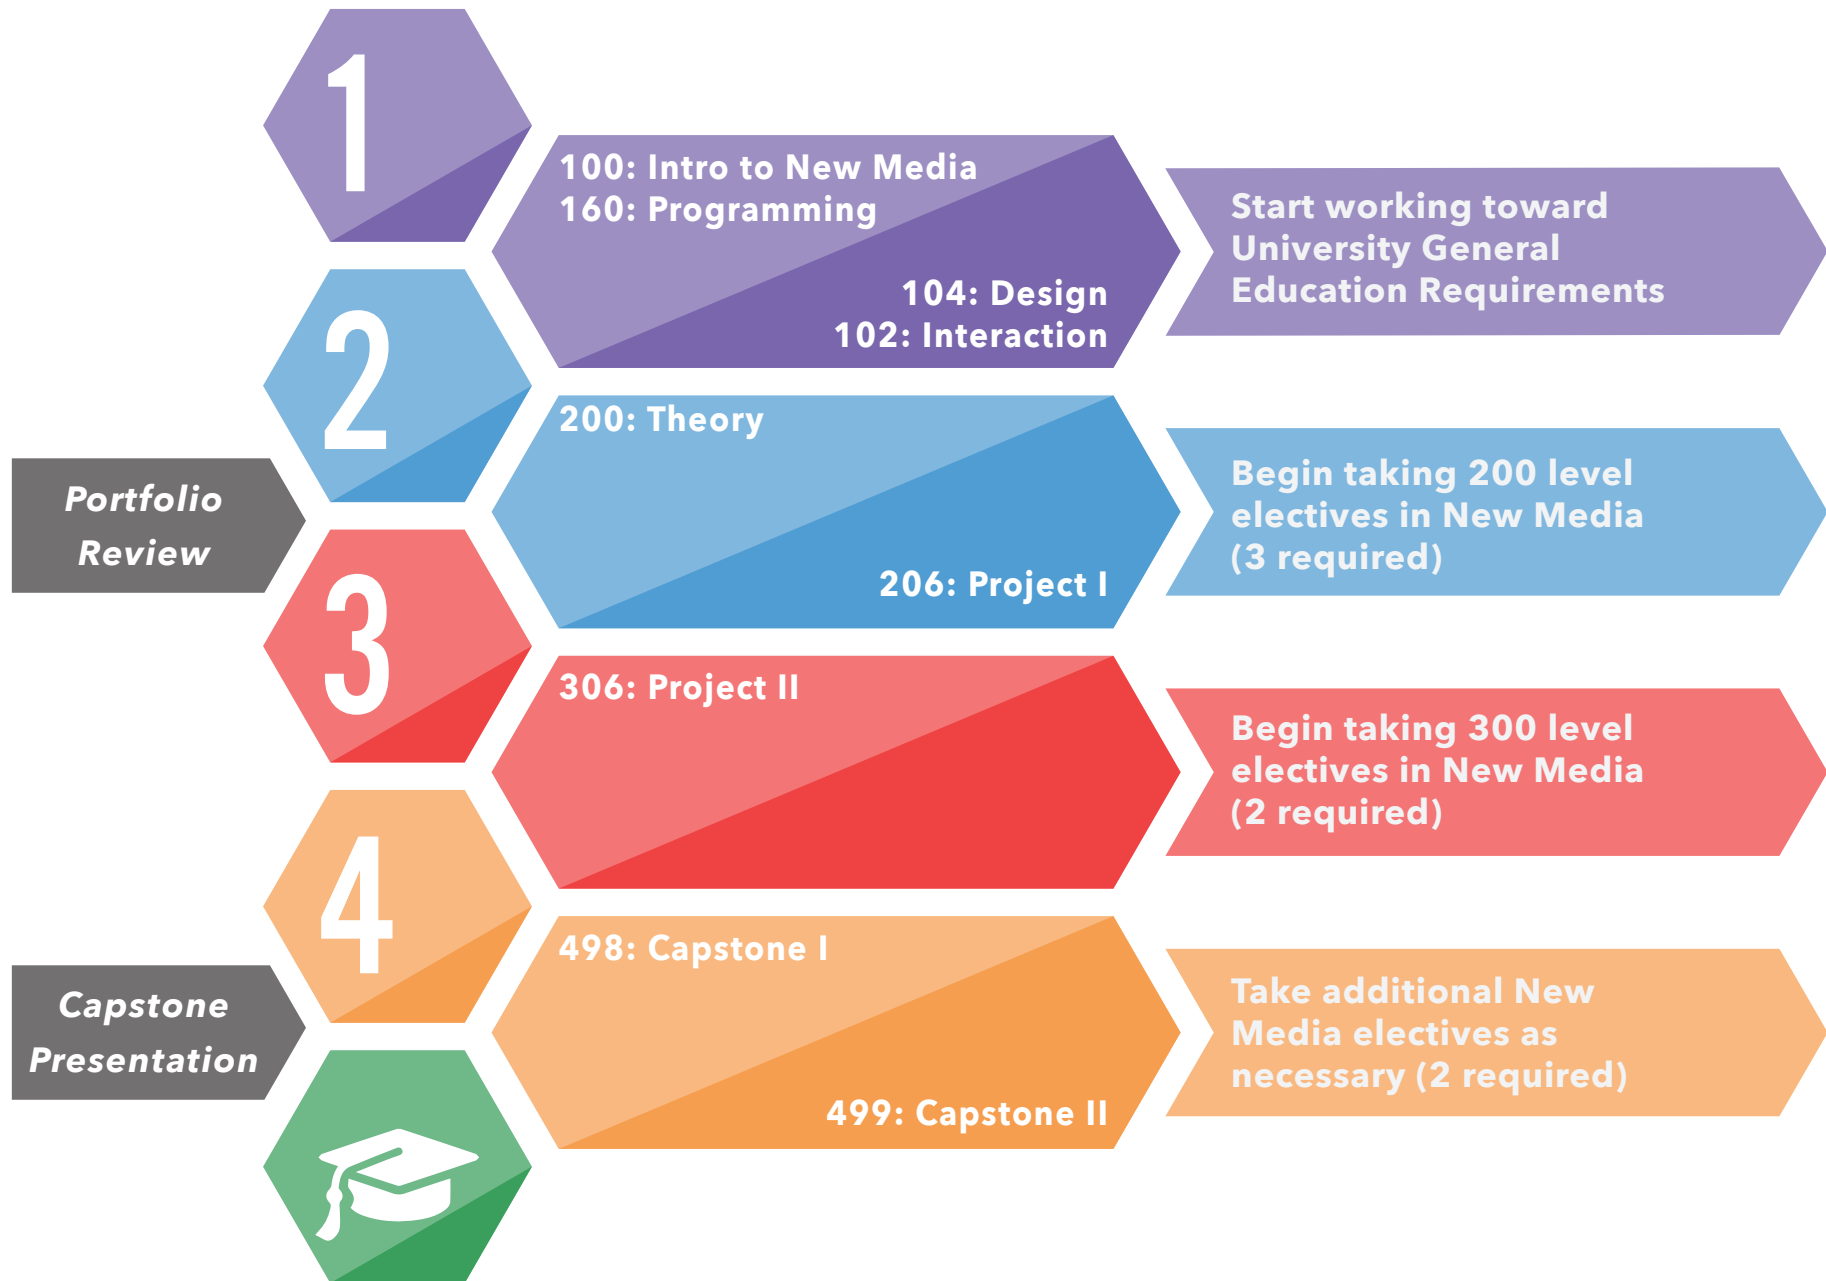 1
100: Intro to New Media
160: Programming
104: Design
102: Interaction
Start working toward
University General
Education Requirements
2
200: Theory
206: Project I
Begin taking 200 level
electives in New Media
(3 required)
Portfolio
Review
3
306: Project II
Begin taking 300 level
electives in New Media
(2 required)
4
498: Capstone I
499: Capstone II
Take additional New
Media electives as
necessary (2 required)
Capstone
Presentation